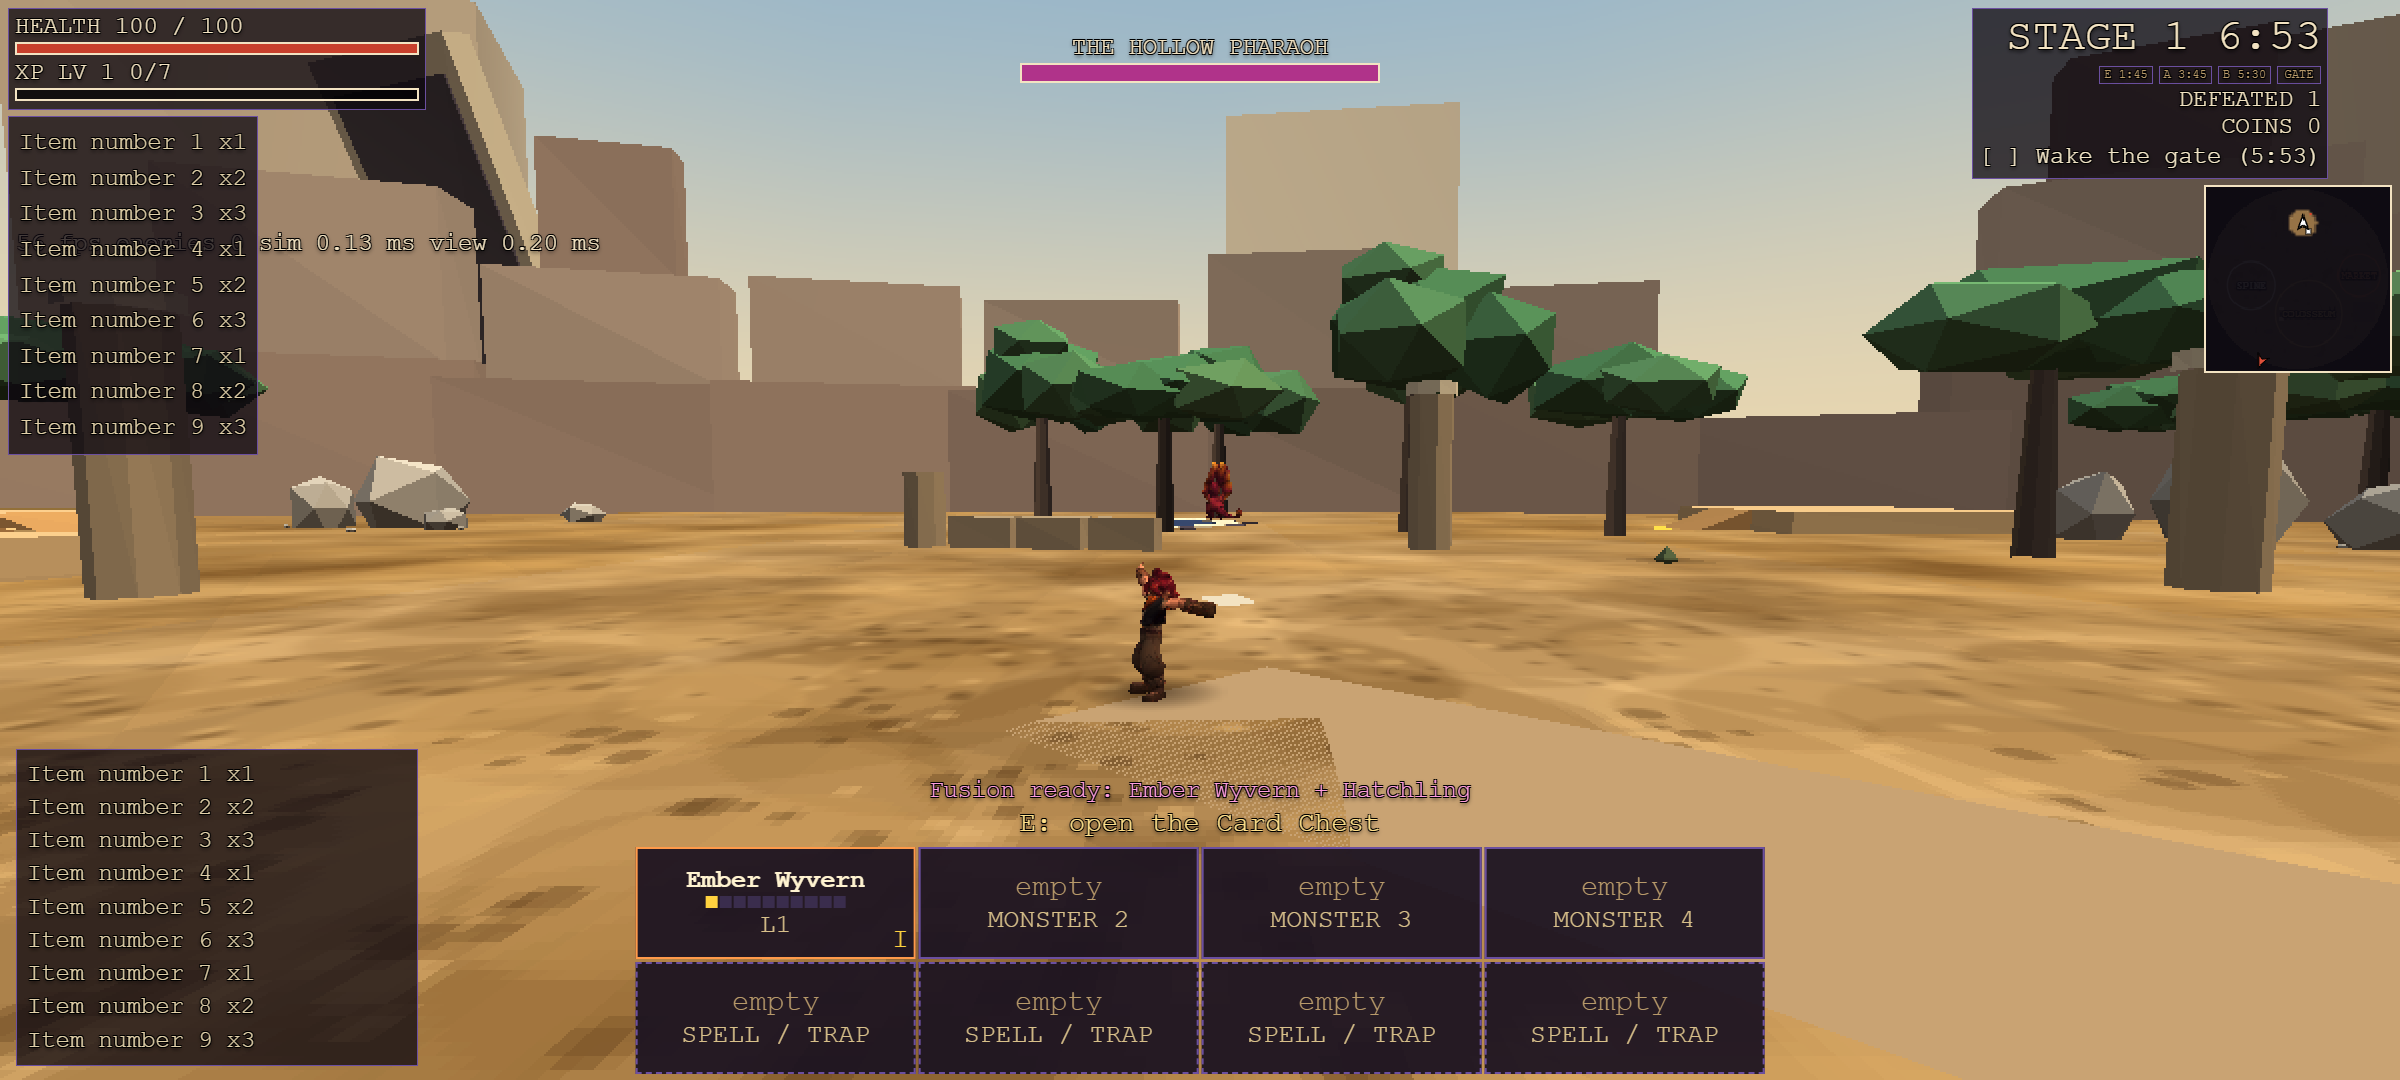 HEALTH 100 / 100
XP LV 1 0/7
Item number 1 x1
Item number 2 x2
Item number 3 x3
Item number 4 x1
sim 0.13 ms view 0.20 ms
Item number 5 x2
Item number 6 x3
Item number 7 x1
Item number 8 x2
Item number 9 x3
THE HOLLOW PHARAOH
STAGE 1 6:53
E 1:45 A 3:45 B 5:30 GATE
DEFEATED 1
COINS 0
[ ] Wake the gate (5:53)
Item number 1 x1
Item number 2 x2
Item number 3 x3
Item number 4 x1
Item number 5 x2
Item number 6 x3
Item number 7 x1
Item number 8 x2
Item number 9 x3
Fusion ready: Ember Wyvern + Hatchling
E: open the Card Chest
Ember Wyvern
L1
I
empty
MONSTER 2
empty
MONSTER 3
empty
MONSTER 4
empty
SPELL / TRAP
empty
SPELL / TRAP
empty
SPELL / TRAP
empty
SPELL / TRAP